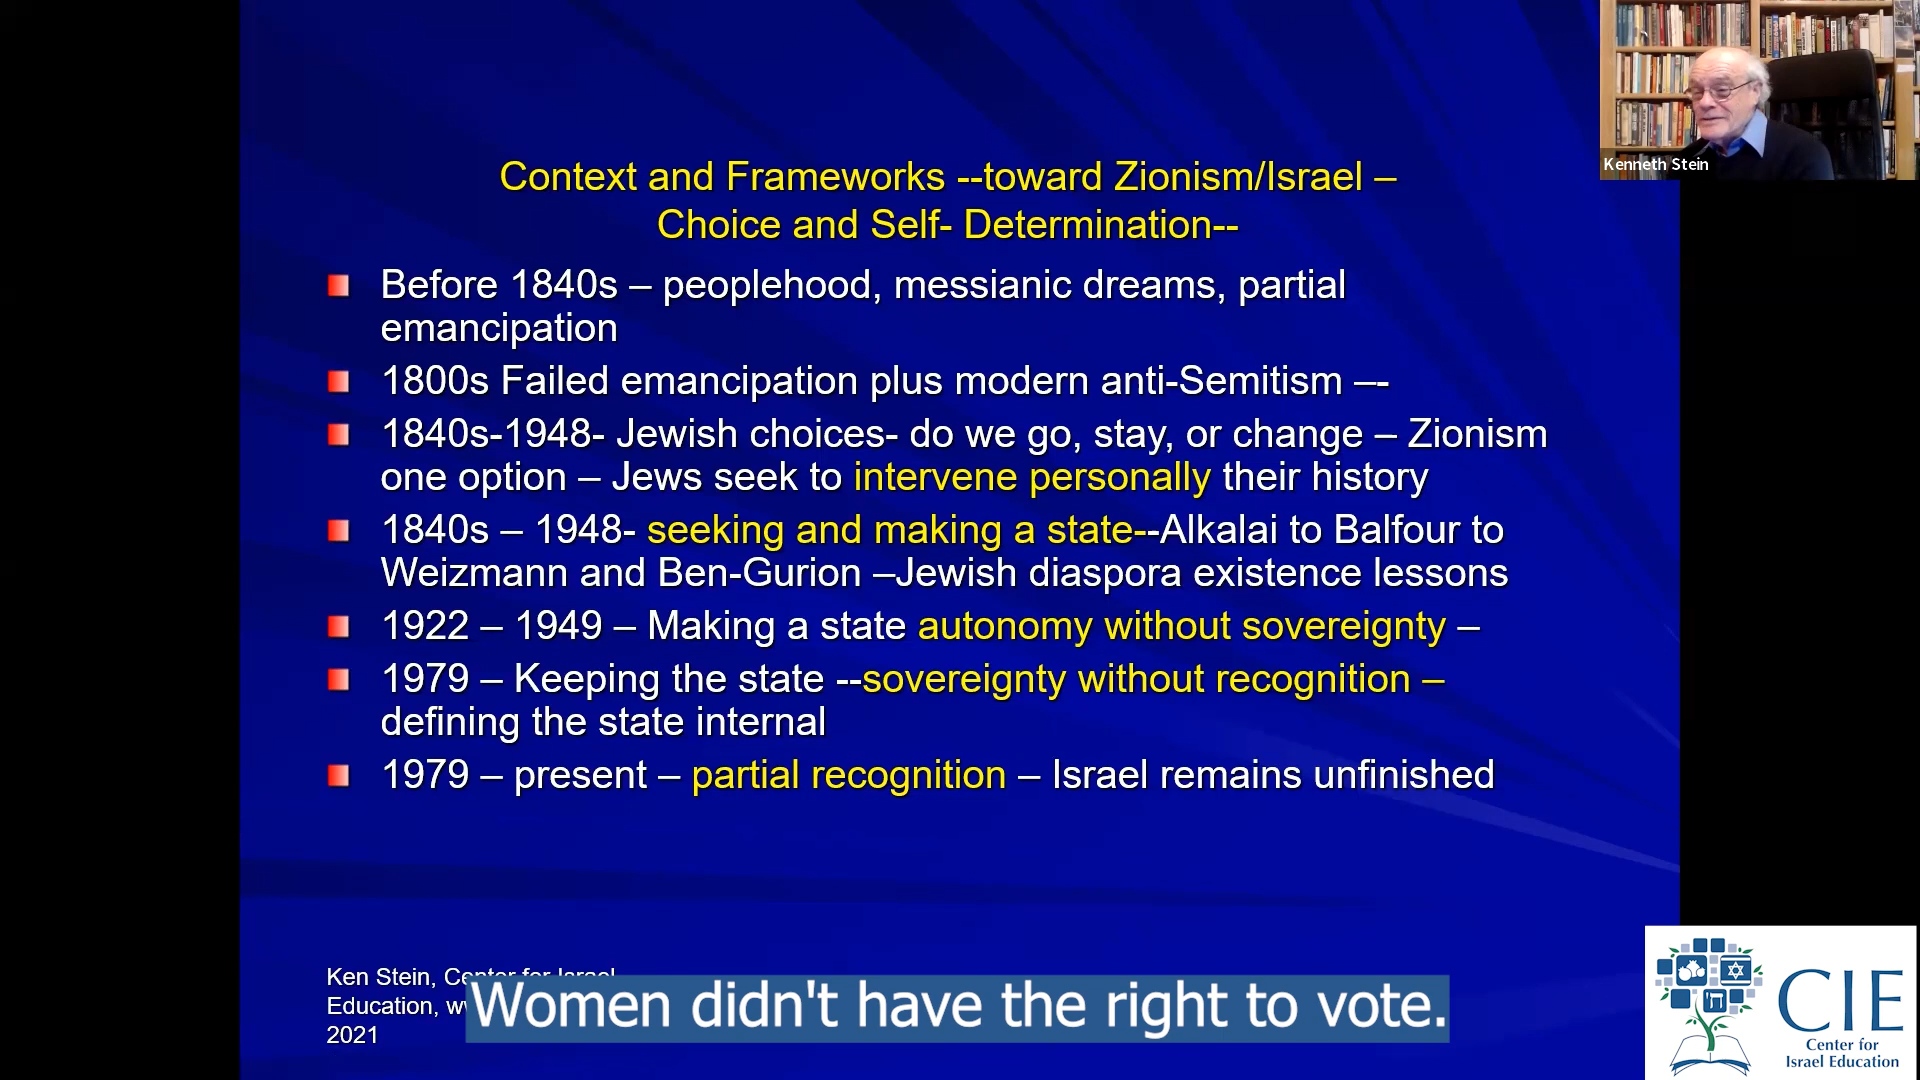 Kenneth Stein
Context and Frameworks --toward Zionism/Israel –
Choice and Self- Determination--
Before 1840s – peoplehood, messianic dreams, partial
emancipation
1800s Failed emancipation plus modern anti-Semitism –-
1840s-1948- Jewish choices- do we go, stay, or change – Zionism
one option – Jews seek to intervene personally their history
1840s – 1948- seeking and making a state--Alkalai to Balfour to
Weizmann and Ben-Gurion –Jewish diaspora existence lessons
1922 – 1949 – Making a state autonomy without sovereignty –
1979 – Keeping the state --sovereignty without recognition –
defining the state internal
1979 – present – partial recognition – Israel remains unfinished
Ken Stein, Center for Israel
Education,
2021
Women didn't have the right to vote.
CIE
Center for
Israel Education